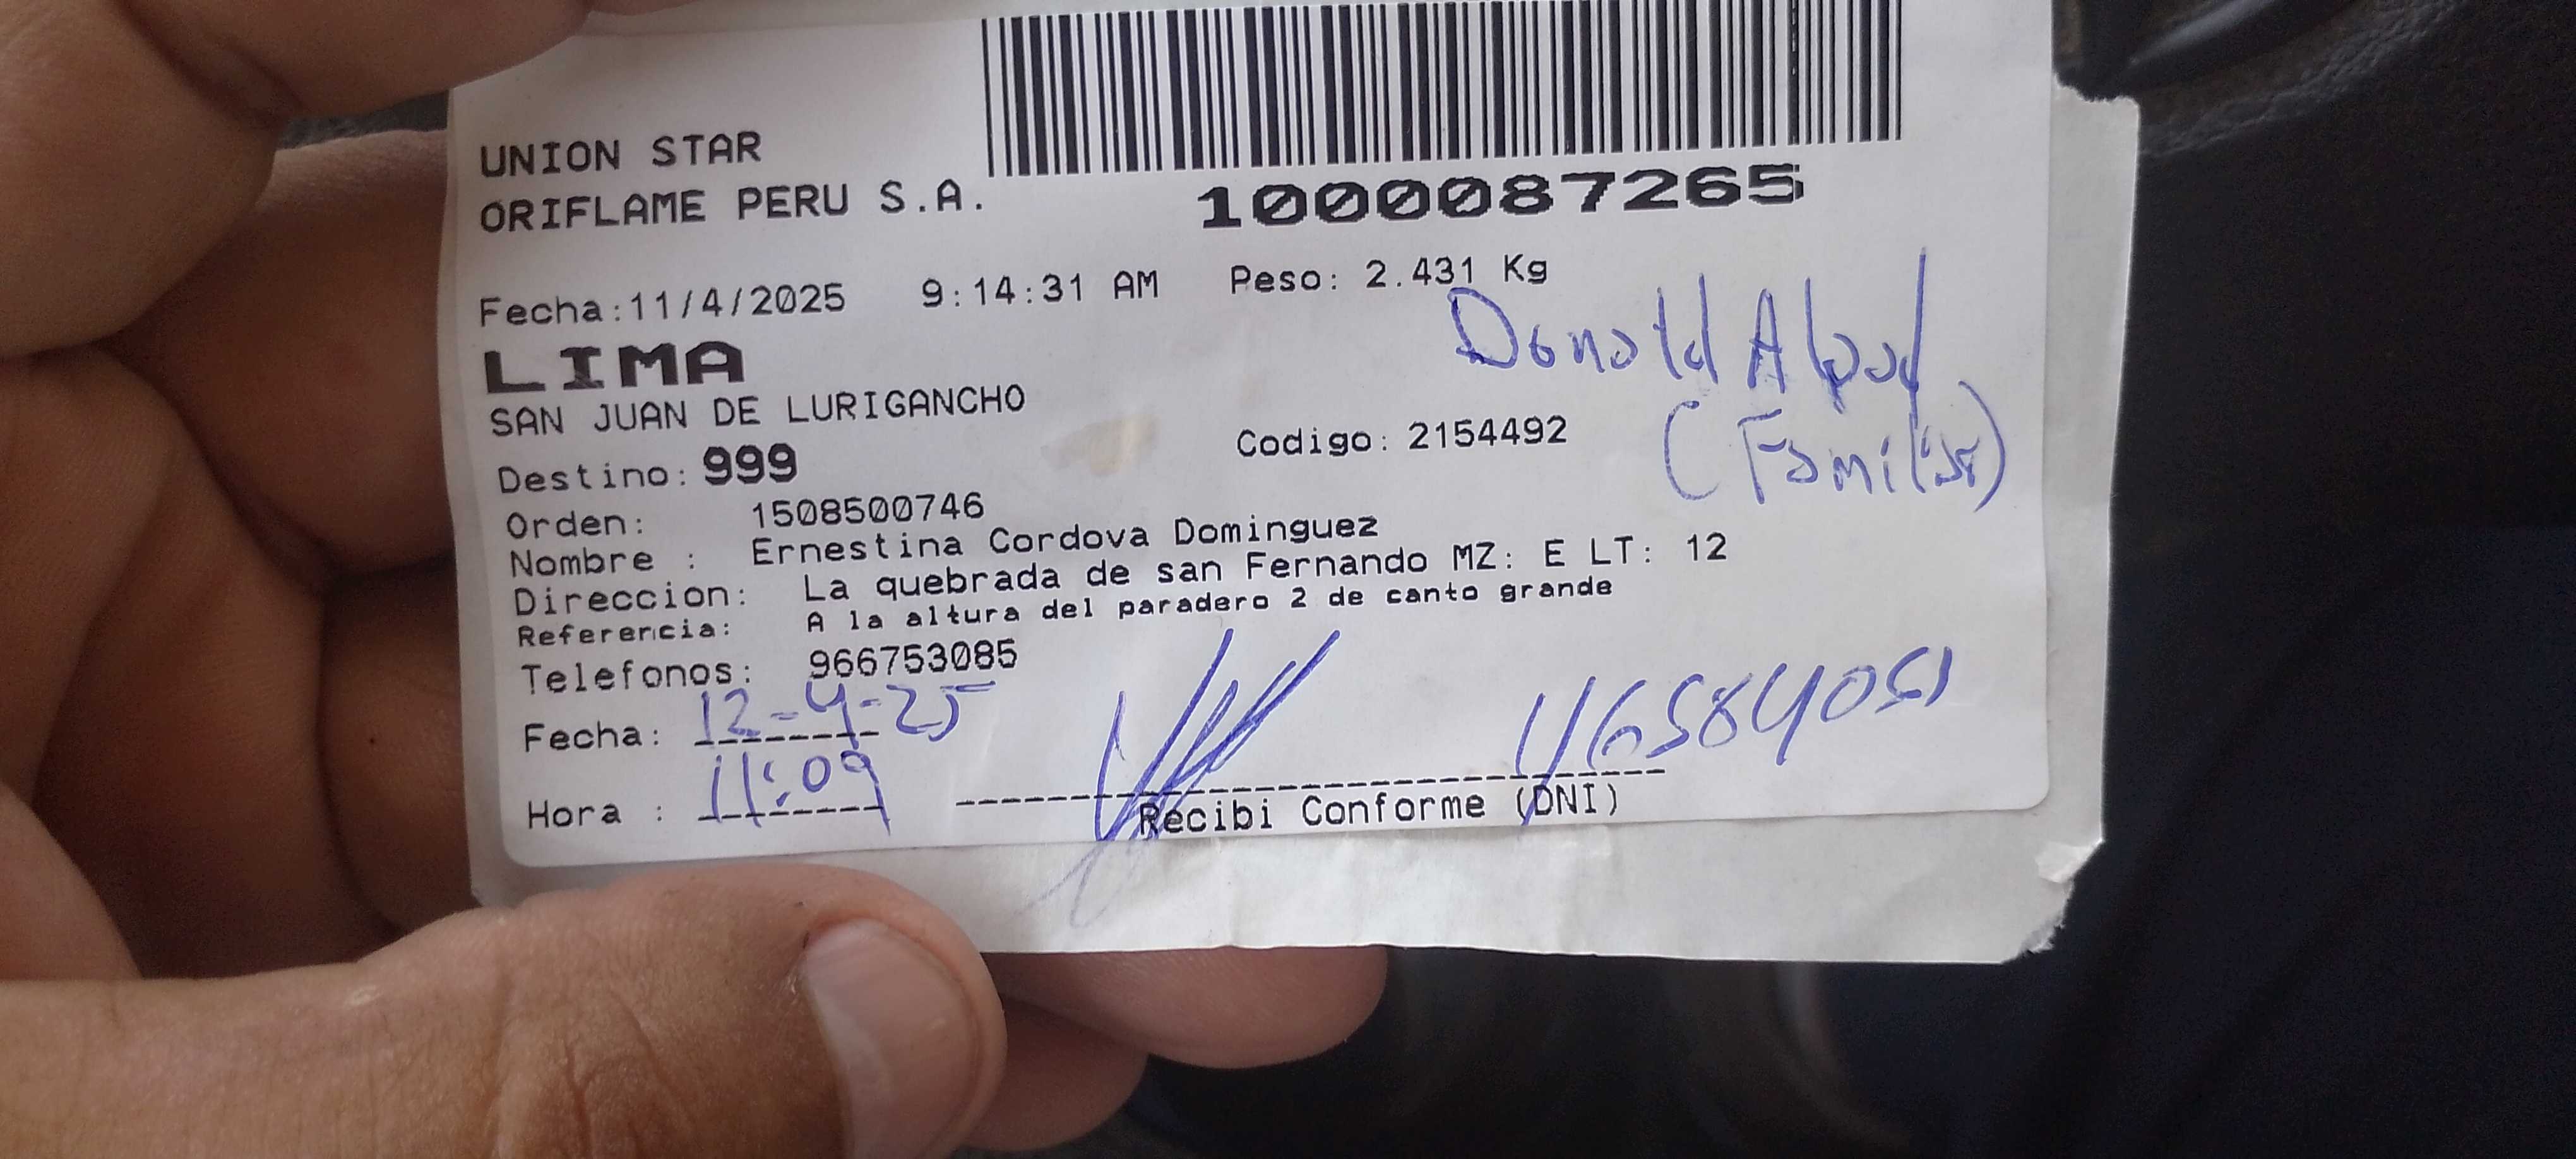 UNION STAR
ORIFLAME PERU S.A.
1000087265
Fecha:11/4/2025 9:14:31 AM Peso: 2.431 Kg
Donald
LIMA
SAN JUAN DE LURIGANCHO
(Familiar)
Destino: 999 Codigo: 2154492
Orden: 1508500746
Nombre : Ernestina Cordova Dominguez
Direccion: La quebrada de san Fernando MZ: E LT: 12
Referencia: A la altura del paradero 2 de canto grande
Telefonos: 966753085
Fecha: 12-4-25
Hora : 11:09
Recibi Conforme (DNI)